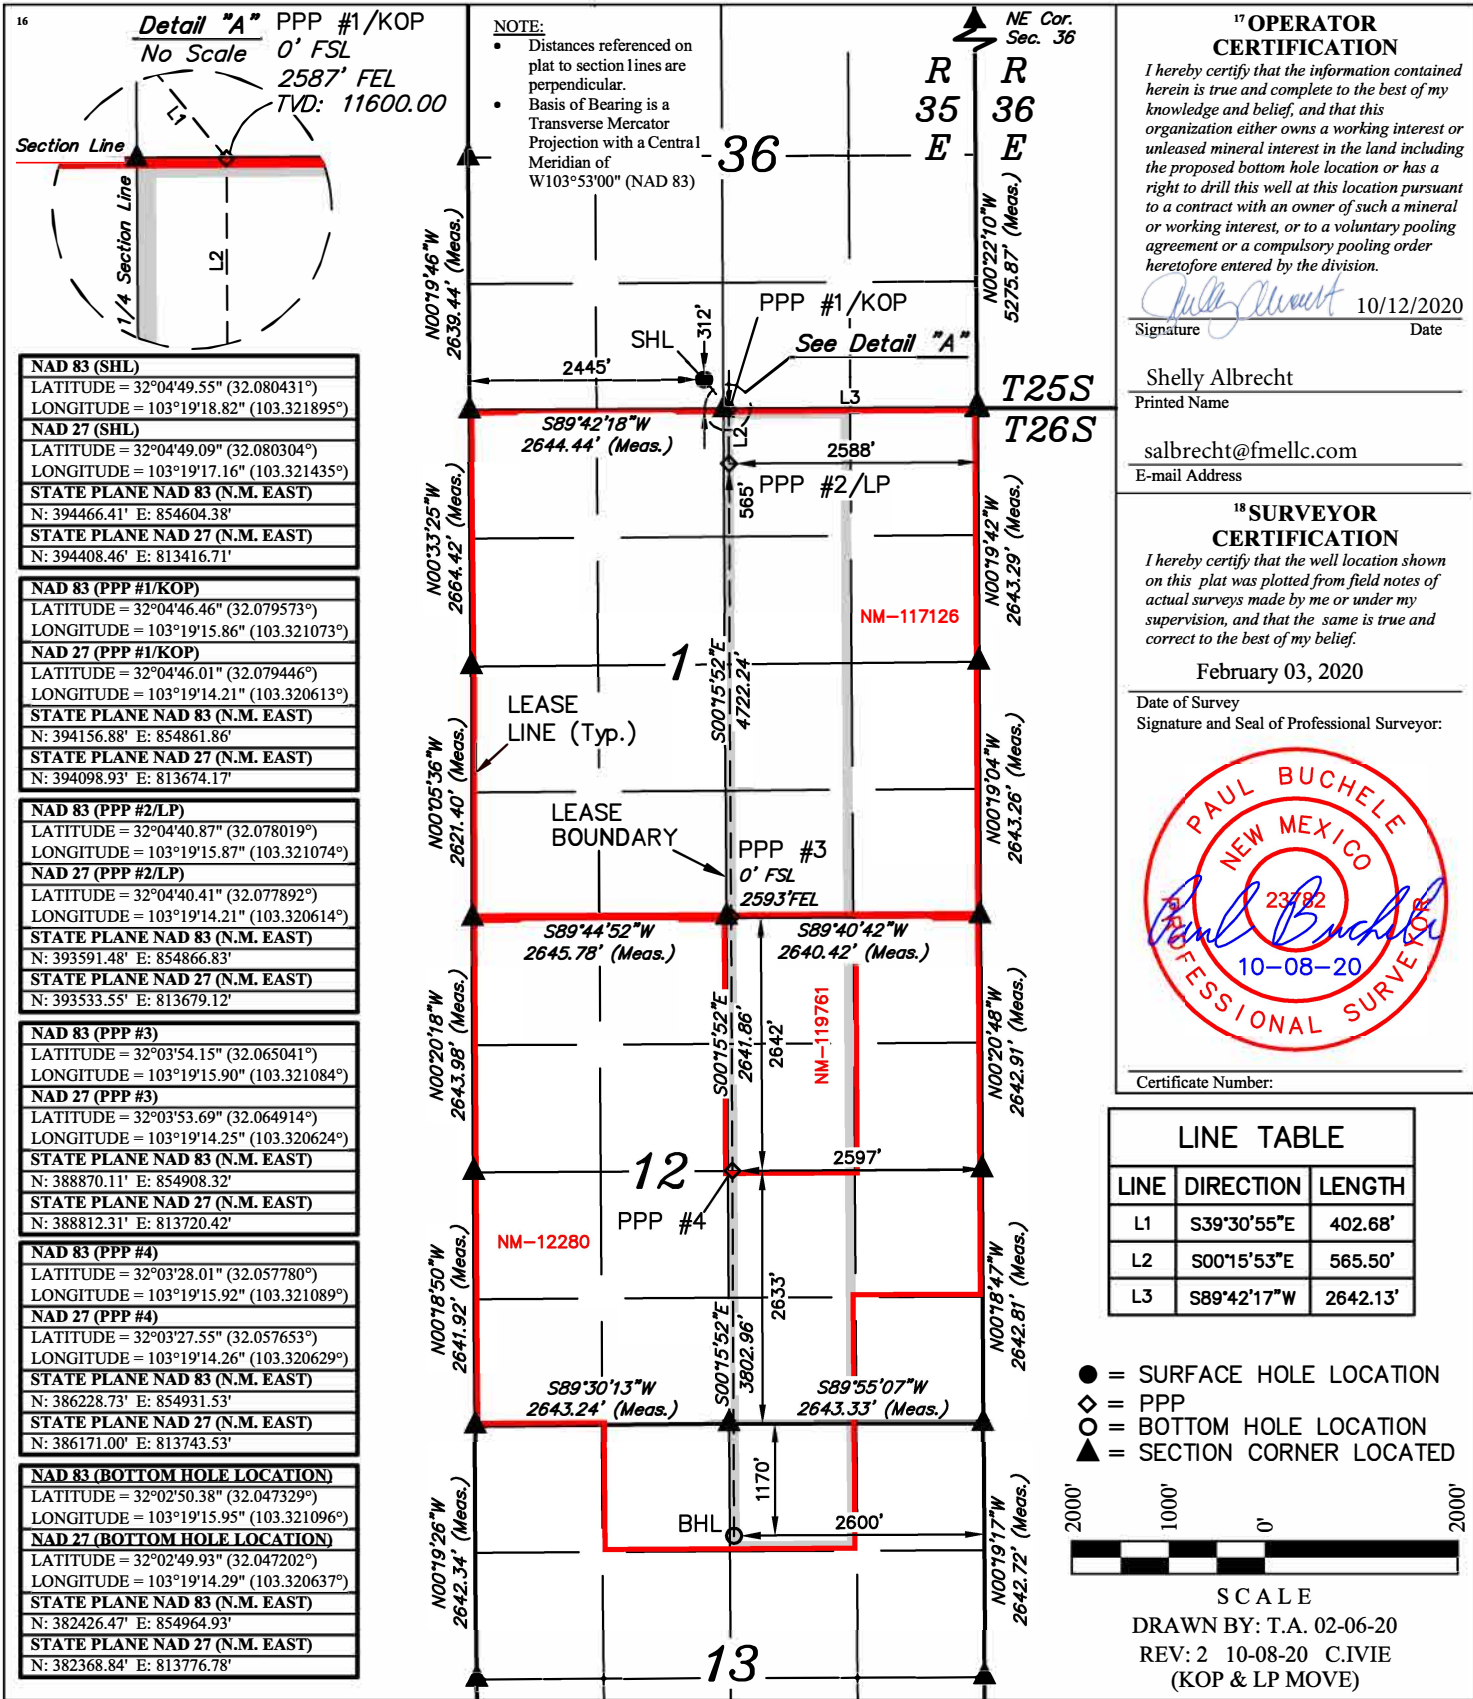 16
Detail "A"
No Scale
PPP #1/KOP
0' FSL
2587' FEL
TVD: 11600.00
L1
Section Line
1/4 Section Line
L2
NOTE:
• Distances referenced on
plat to section lines are
perpendicular.
• Basis of Bearing is a
Transverse Mercator
Projection with a Central
Meridian of
W103°53'00" (NAD 83)
NE Cor.
Sec. 36
R R
35 36
E E
36
N00°19'46"W
2639.44' (Meas.)
N00°22'10"W
5275.87' (Meas.)
PPP #1/KOP
SHL
312'
See Detail "A"
2445'
L3
T25S
T26S
S89°42'18"W
2644.44' (Meas.)
L2
2588'
PPP #2/LP
565'
N00°33'25"W
2664.42' (Meas.)
N00°19'42"W
2643.29' (Meas.)
NM-117126
1
S00°15'52"E
4722.24'
LEASE
LINE (Typ.)
N00°05'36"W
2621.40' (Meas.)
N00°19'04"W
2643.26' (Meas.)
LEASE
BOUNDARY
PPP #3
0' FSL
2593'FEL
S89°44'52"W
2645.78' (Meas.)
S89°40'42"W
2640.42' (Meas.)
N00°20'18"W
2643.98' (Meas.)
S00°15'52"E
2641.86'
2642'
NM-119761
N00°20'48"W
2642.91' (Meas.)
12
2597'
PPP #4
NM-12280
N00°18'50"W
2641.92' (Meas.)
2633'
N00°18'47"W
2642.81' (Meas.)
S00°15'52"E
3802.96'
S89°30'13"W
2643.24' (Meas.)
S89°55'07"W
2643.33' (Meas.)
1170'
BHL
2600'
N00°19'26"W
2642.34' (Meas.)
N00°19'17"W
2642.72' (Meas.)
13
NAD 83 (SHL)
LATITUDE = 32°04'49.55" (32.080431°)
LONGITUDE = 103°19'18.82" (103.321895°)
NAD 27 (SHL)
LATITUDE = 32°04'49.09" (32.080304°)
LONGITUDE = 103°19'17.16" (103.321435°)
STATE PLANE NAD 83 (N.M. EAST)
N: 394466.41' E: 854604.38'
STATE PLANE NAD 27 (N.M. EAST)
N: 394408.46' E: 813416.71'
NAD 83 (PPP #1/KOP)
LATITUDE = 32°04'46.46" (32.079573°)
LONGITUDE = 103°19'15.86" (103.321073°)
NAD 27 (PPP #1/KOP)
LATITUDE = 32°04'46.01" (32.079446°)
LONGITUDE = 103°19'14.21" (103.320613°)
STATE PLANE NAD 83 (N.M. EAST)
N: 394156.88' E: 854861.86'
STATE PLANE NAD 27 (N.M. EAST)
N: 394098.93' E: 813674.17'
NAD 83 (PPP #2/LP)
LATITUDE = 32°04'40.87" (32.078019°)
LONGITUDE = 103°19'15.87" (103.321074°)
NAD 27 (PPP #2/LP)
LATITUDE = 32°04'40.41" (32.077892°)
LONGITUDE = 103°19'14.21" (103.320614°)
STATE PLANE NAD 83 (N.M. EAST)
N: 393591.48' E: 854866.83'
STATE PLANE NAD 27 (N.M. EAST)
N: 393533.55' E: 813679.12'
NAD 83 (PPP #3)
LATITUDE = 32°03'54.15" (32.065041°)
LONGITUDE = 103°19'15.90" (103.321084°)
NAD 27 (PPP #3)
LATITUDE = 32°03'53.69" (32.064914°)
LONGITUDE = 103°19'14.25" (103.320624°)
STATE PLANE NAD 83 (N.M. EAST)
N: 388870.11' E: 854908.32'
STATE PLANE NAD 27 (N.M. EAST)
N: 388812.31' E: 813720.42'
NAD 83 (PPP #4)
LATITUDE = 32°03'28.01" (32.057780°)
LONGITUDE = 103°19'15.92" (103.321089°)
NAD 27 (PPP #4)
LATITUDE = 32°03'27.55" (32.057653°)
LONGITUDE = 103°19'14.26" (103.320629°)
STATE PLANE NAD 83 (N.M. EAST)
N: 386228.73' E: 854931.53'
STATE PLANE NAD 27 (N.M. EAST)
N: 386171.00' E: 813743.53'
NAD 83 (BOTTOM HOLE LOCATION)
LATITUDE = 32°02'50.38" (32.047329°)
LONGITUDE = 103°19'15.95" (103.321096°)
NAD 27 (BOTTOM HOLE LOCATION)
LATITUDE = 32°02'49.93" (32.047202°)
LONGITUDE = 103°19'14.29" (103.320637°)
STATE PLANE NAD 83 (N.M. EAST)
N: 382426.47' E: 854964.93'
STATE PLANE NAD 27 (N.M. EAST)
N: 382368.84' E: 813776.78'
17 OPERATOR
CERTIFICATION
I hereby certify that the information contained
herein is true and complete to the best of my
knowledge and belief, and that this
organization either owns a working interest or
unleased mineral interest in the land including
the proposed bottom hole location or has a
right to drill this well at this location pursuant
to a contract with an owner of such a mineral
or working interest, or to a voluntary pooling
agreement or a compulsory pooling order
heretofore entered by the division.
10/12/2020
Signature Date
Shelly Albrecht
Printed Name
salbrecht@fmellc.com
E-mail Address
18 SURVEYOR
CERTIFICATION
I hereby certify that the well location shown
on this plat was plotted from field notes of
actual surveys made by me or under my
supervision, and that the same is true and
correct to the best of my belief.
February 03, 2020
Date of Survey
Signature and Seal of Professional Surveyor:
PAUL BUCHELE
NEW MEXICO
23782
Paul Buchele
10-08-20
PROFESSIONAL SURVEYOR
Certificate Number:
LINE TABLE
LINE DIRECTION LENGTH
L1 S39°30'55"E 402.68'
L2 S00°15'53"E 565.50'
L3 S89°42'17"W 2642.13'
= SURFACE HOLE LOCATION
= PPP
= BOTTOM HOLE LOCATION
= SECTION CORNER LOCATED
2000' 1000' 0' 2000'
SCALE
DRAWN BY: T.A. 02-06-20
REV: 2 10-08-20 C.IVIE
(KOP & LP MOVE)